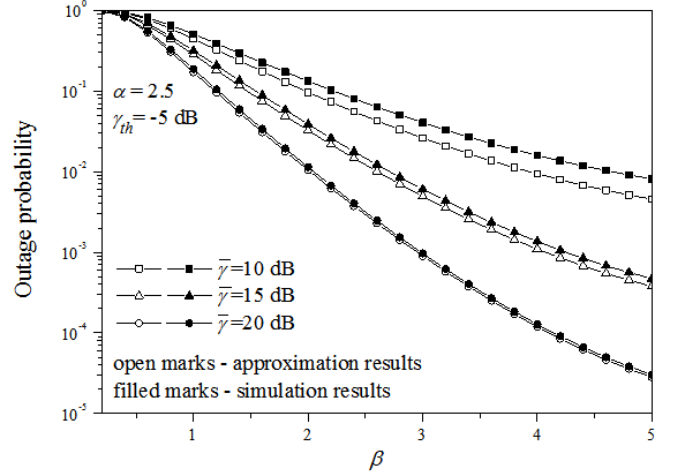 10^0
10^-1
10^-2
10^-3
10^-4
10^-5
Outage probability
α = 2.5
γ_th= -5 dB
γ̅=10 dB
γ̅=15 dB
γ̅=20 dB
open marks - approximation results
filled marks - simulation results
1 2 3 4 5
β